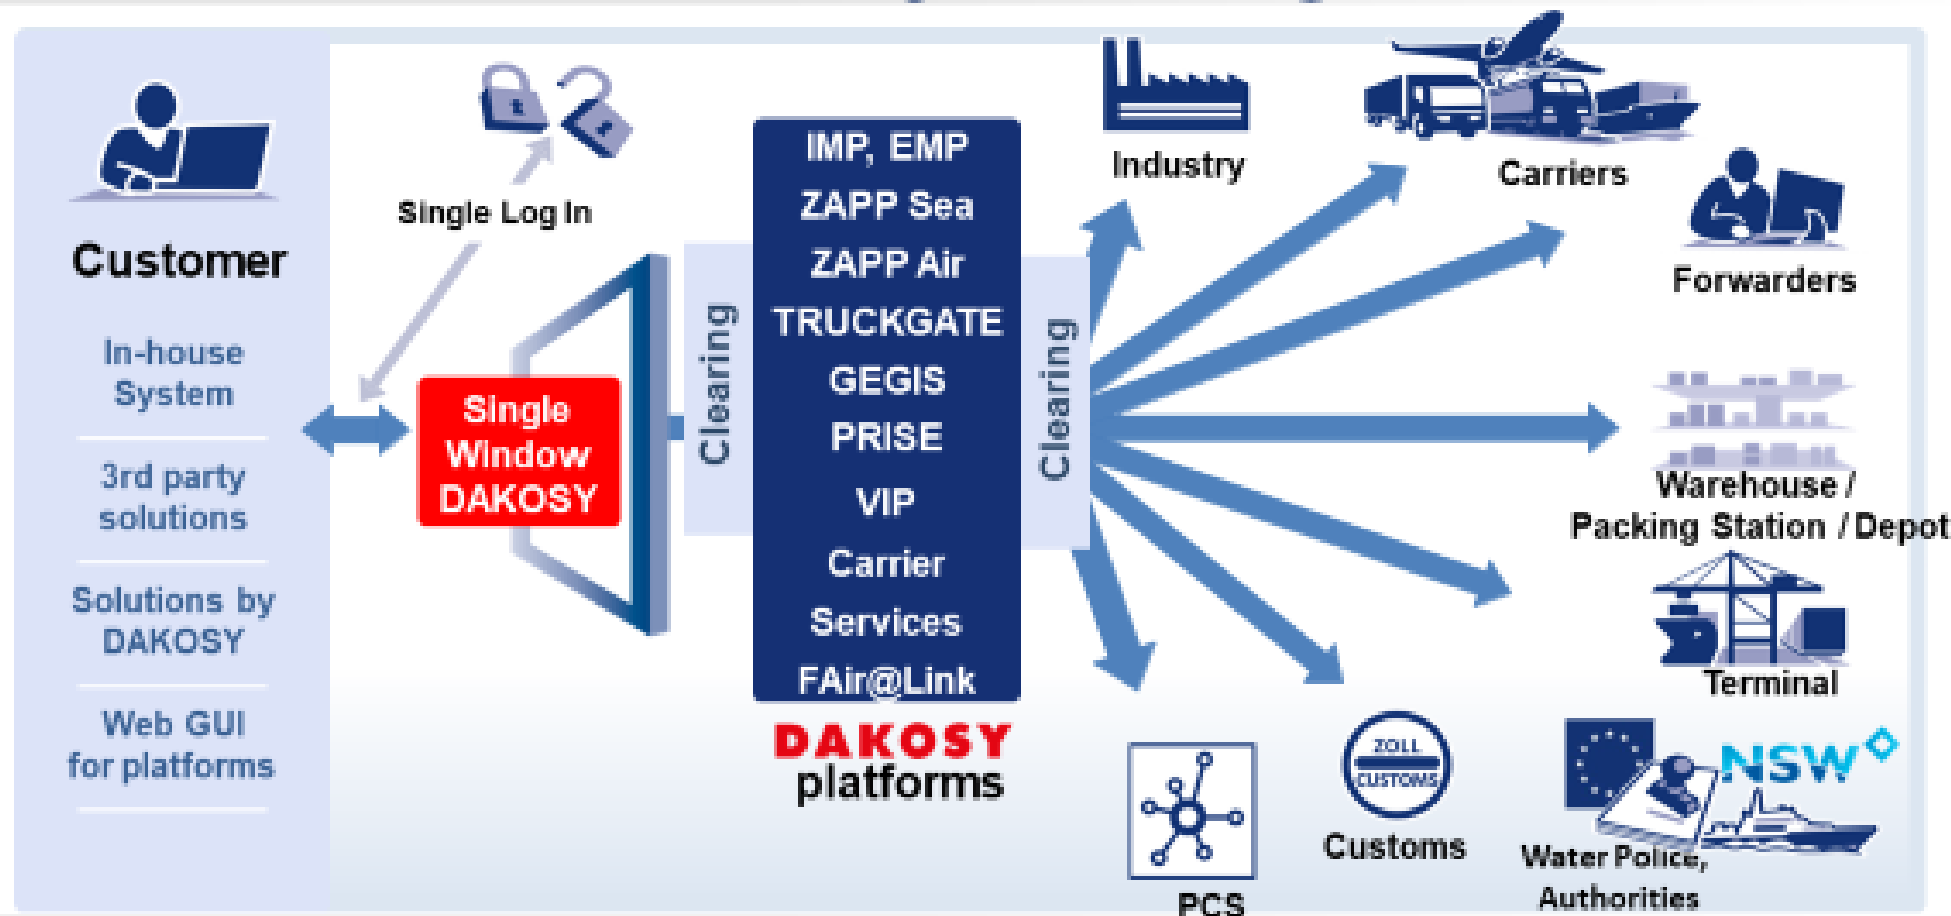 Customer
In-house
System
3rd party
solutions
Solutions by
DAKOSY
Web GUI
for platforms
Single Log In
Single
Window
DAKOSY
Clearing
IMP, EMP
ZAPP Sea
ZAPP Air
TRUCKGATE
GEGIS
PRISE
VIP
Carrier
Services
FAir@Link
DAKOSY
platforms
Clearing
Industry
Carriers
Forwarders
Warehouse /
Packing Station / Depot
Terminal
NSW
Water Police,
Authorities
ZOLL
CUSTOMS
Customs
PCS